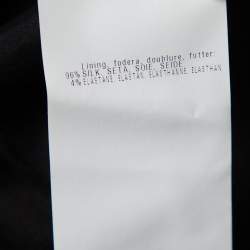 Lining, fodera, doublure, futter:
96% SILK, SETA, SOIE, SEIDE
4% ELASTANE, ELASTAN, ELASTHANNE, ELASTHAN